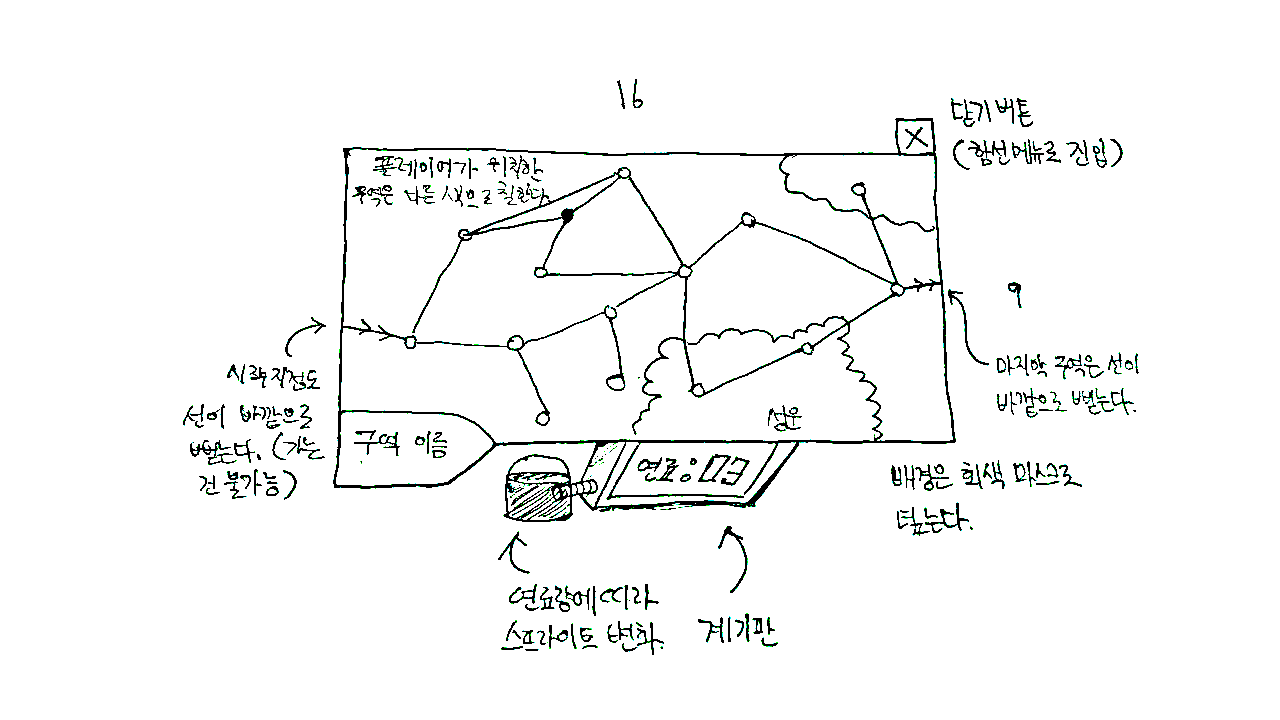 16
닫기 버튼
(함선메뉴로 진입)
X
플레이어가 위치한
구역은 다른 색으로 칠한다.
9
시작지점도
선이 바깥으로
뻗는다. (가는
건 불가능)
마지막 구역은 선이
바깥으로 뻗는다.
성운
구역 이름
연료: 03
배경은 회색 마스크로
덮는다.
연료량에 따라
스프라이트 변화.
계기판